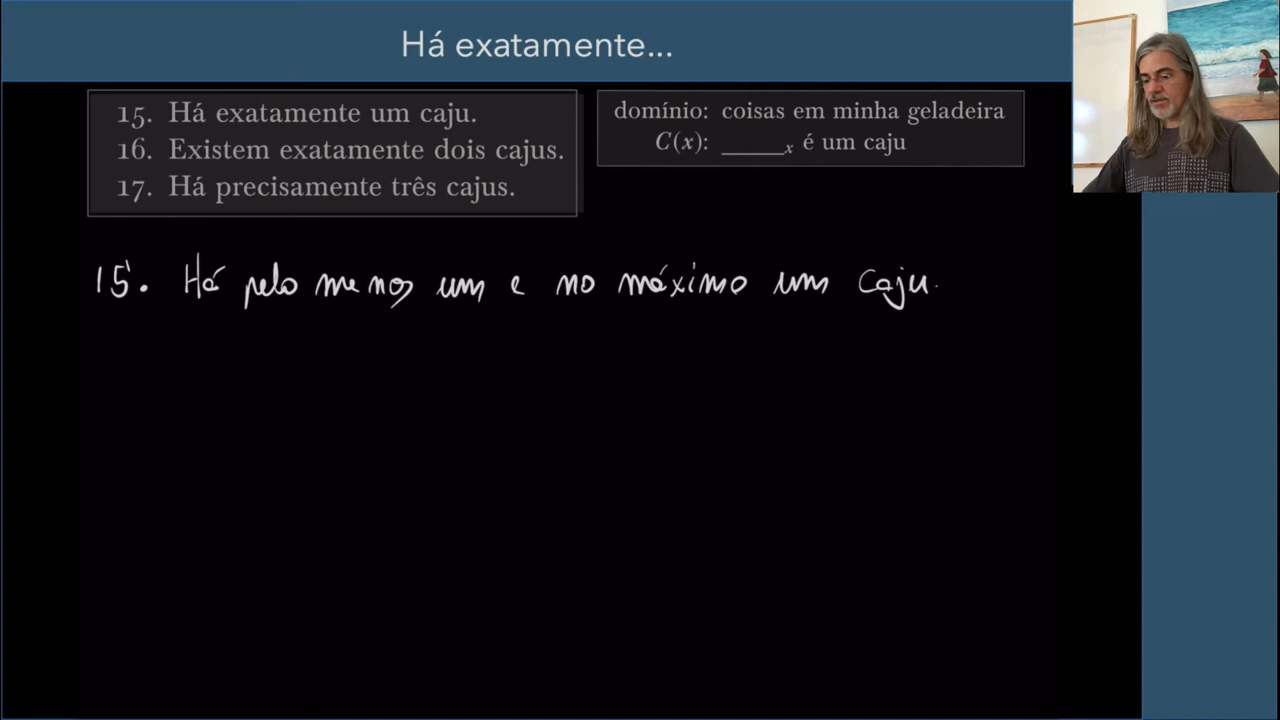 Há exatamente...
15. Há exatamente um caju.
16. Existem exatamente dois cajus.
17. Há precisamente três cajus.
domínio: coisas em minha geladeira
C(x): _____x é um caju
15. Há pelo menos um e no máximo um caju.